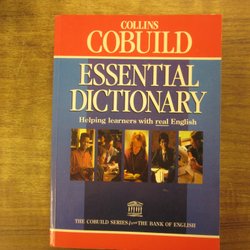 COLLINS
COBUILD
ESSENTIAL
DICTIONARY
Helping learners with real English
THE COBUILD SERIES from THE BANK OF ENGLISH